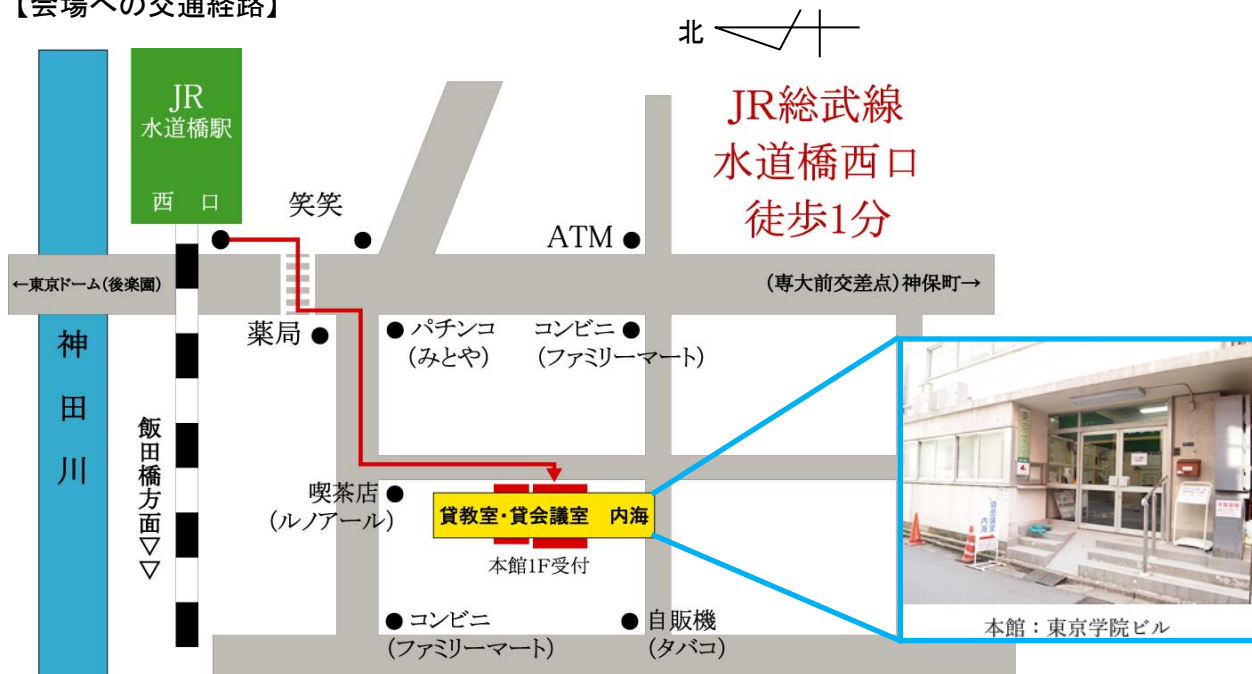 【会場への交通経路】
北
JR
水道橋駅
西 口
JR総武線
水道橋西口
徒歩1分
笑笑
ATM
←東京ドーム(後楽園)
(専大前交差点)神保町→
神田川
薬局
パチンコ
(みとや)
コンビニ
(ファミリーマート)
飯田橋方面▽▽
喫茶店
(ルノアール)
貸教室・貸会議室 内海
本館1F受付
コンビニ
(ファミリーマート)
自販機
(タバコ)
貸会議室
内海
本館：東京学院ビル